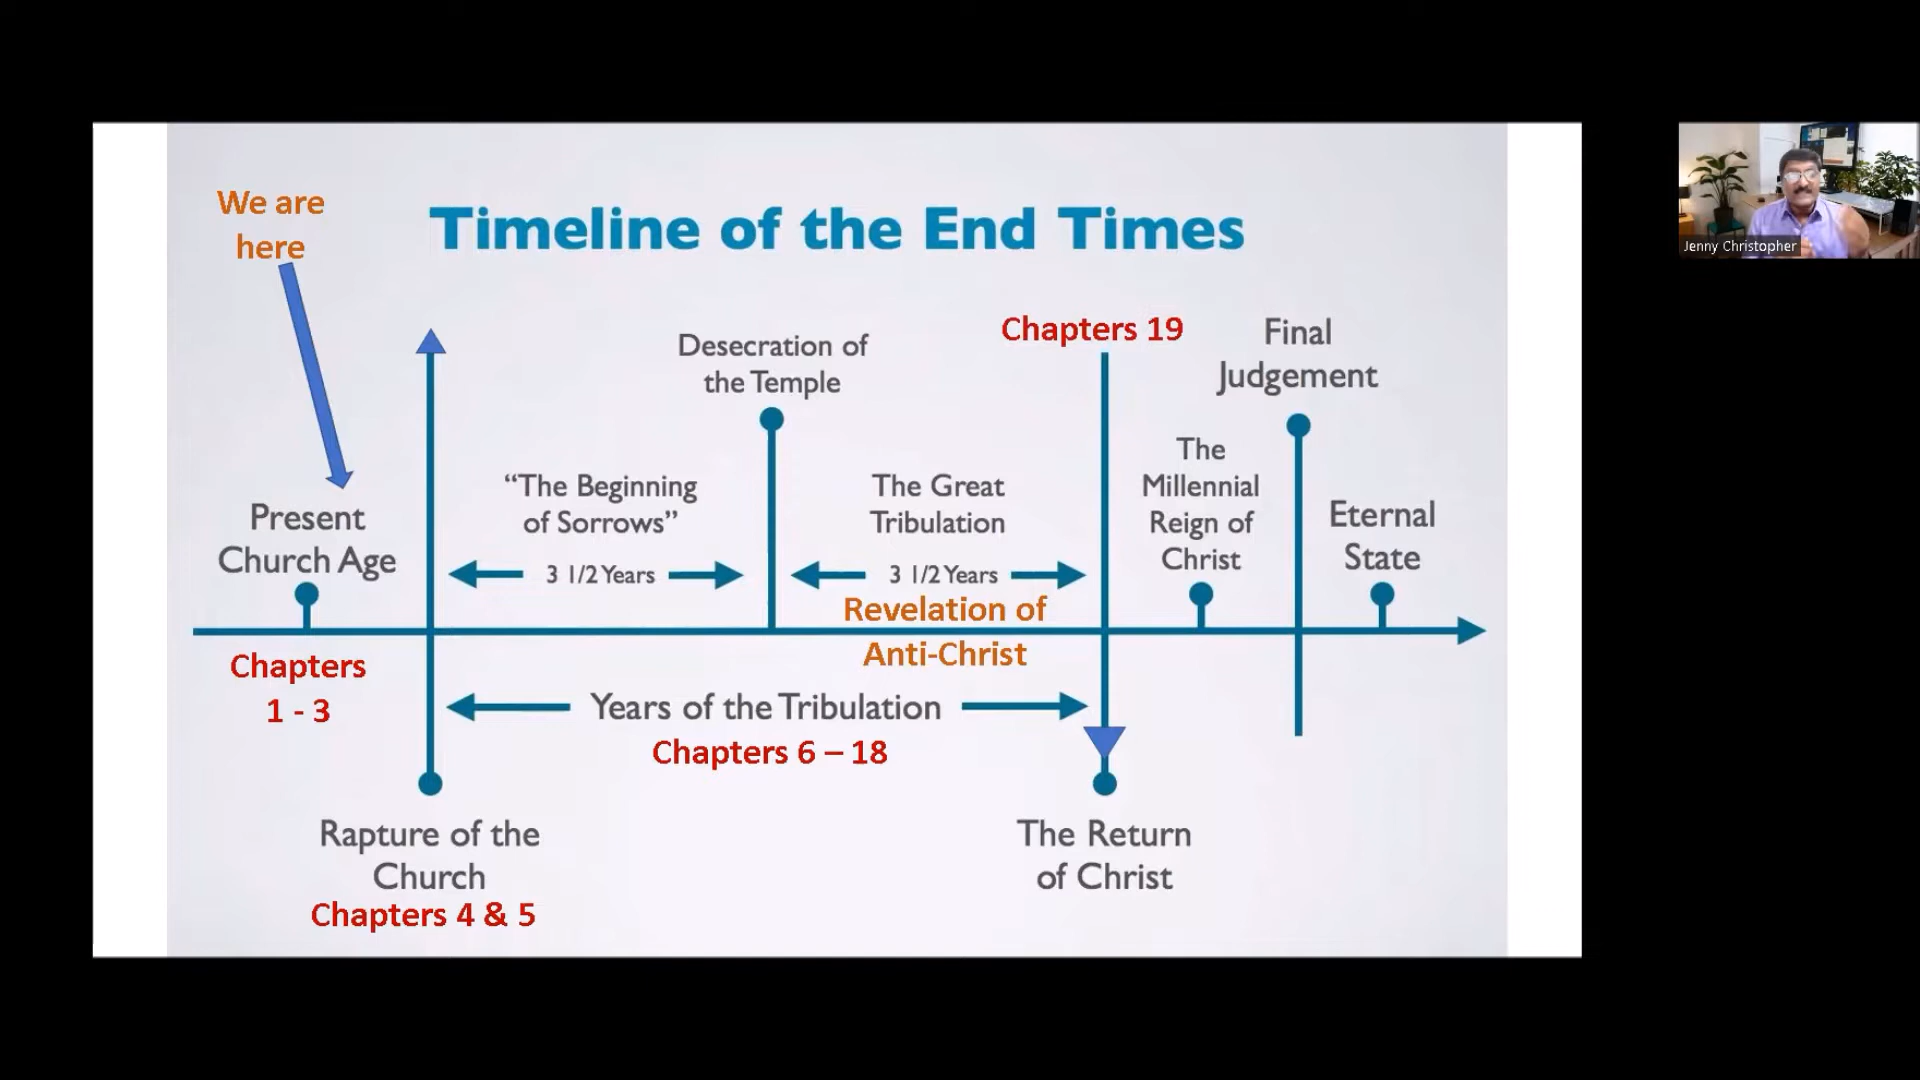 We are
here
Timeline of the End Times
Desecration of
the Temple
Chapters 19
Final
Judgement
"The Beginning
of Sorrows"
3 1/2 Years
The Great
Tribulation
3 1/2 Years
The
Millennial
Reign of
Christ
Present
Church Age
Eternal
State
Revelation of
Anti-Christ
Chapters
1 - 3
Years of the Tribulation
Chapters 6 – 18
Rapture of the
Church
Chapters 4 & 5
The Return
of Christ
Jenny Christopher